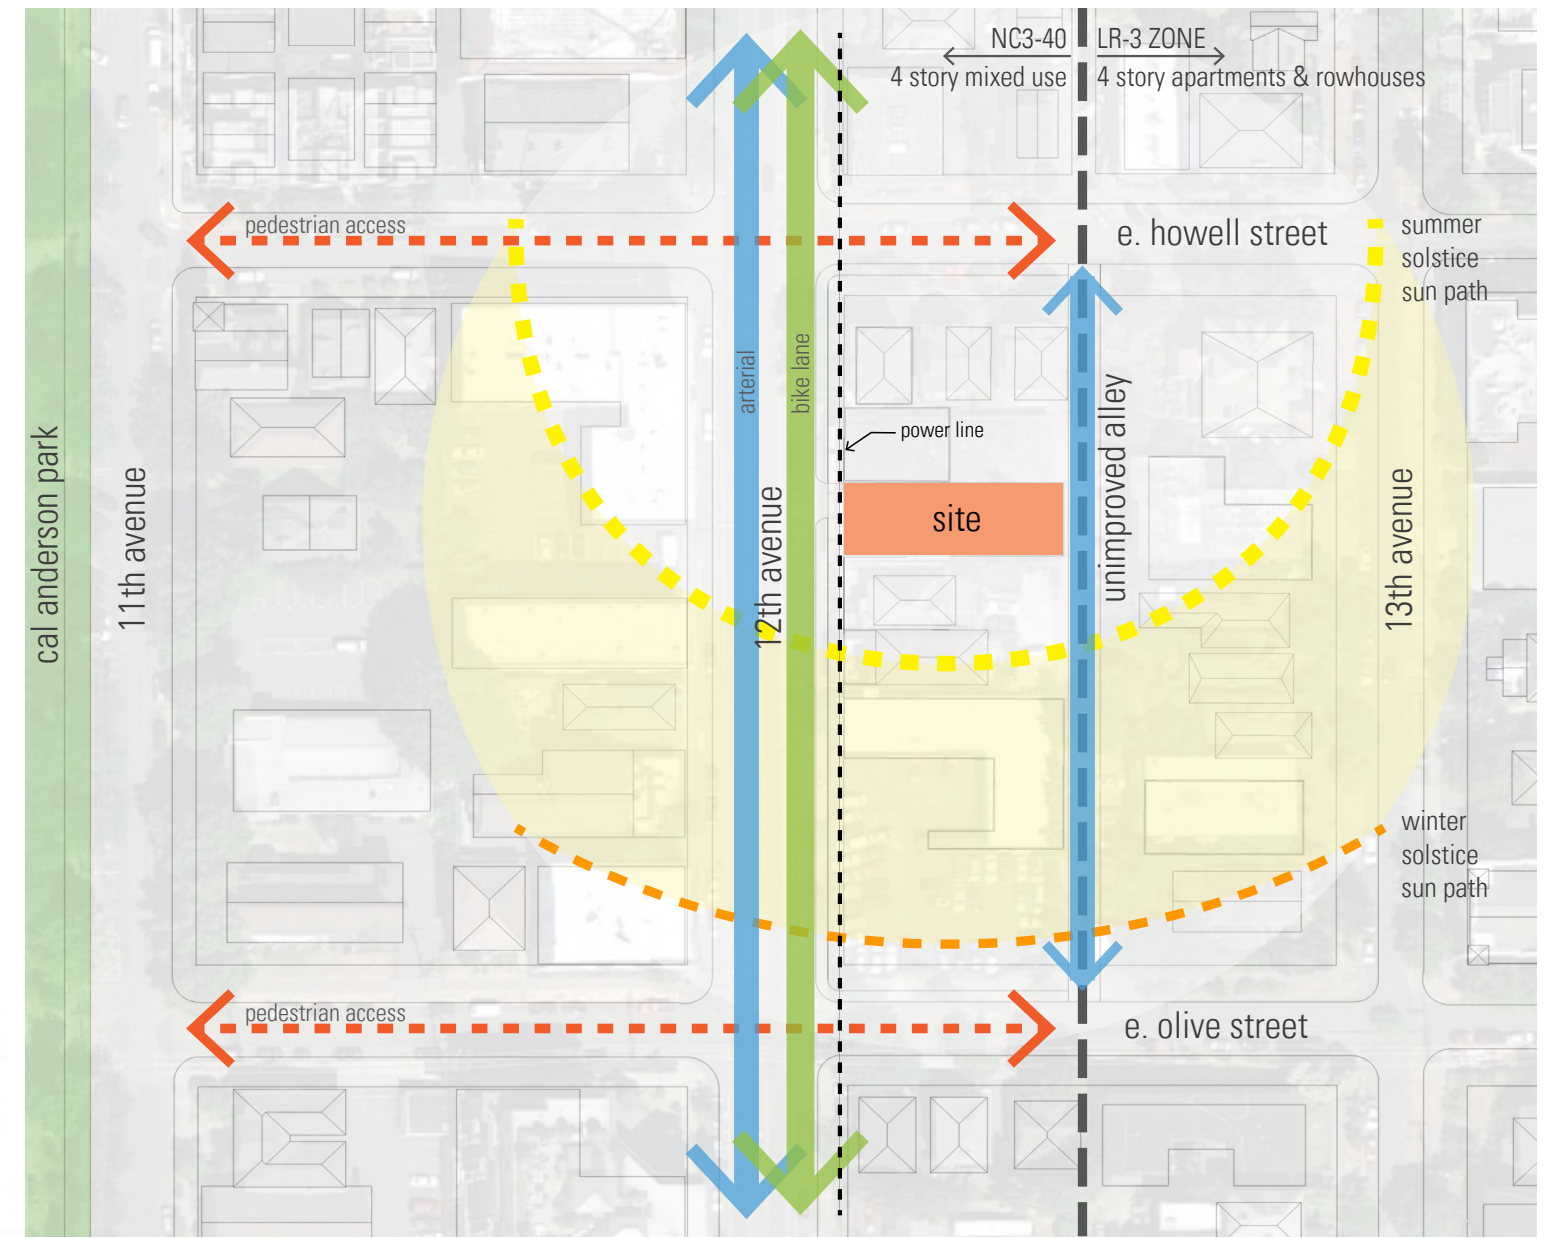 NC3-40
4 story mixed use
LR-3 ZONE
4 story apartments & rowhouses
pedestrian access
e. howell street
summer
solstice
sun path
arterial
bike lane
power line
site
unimproved alley
cal anderson park
11th avenue
12th avenue
13th avenue
winter
solstice
sun path
pedestrian access
e. olive street